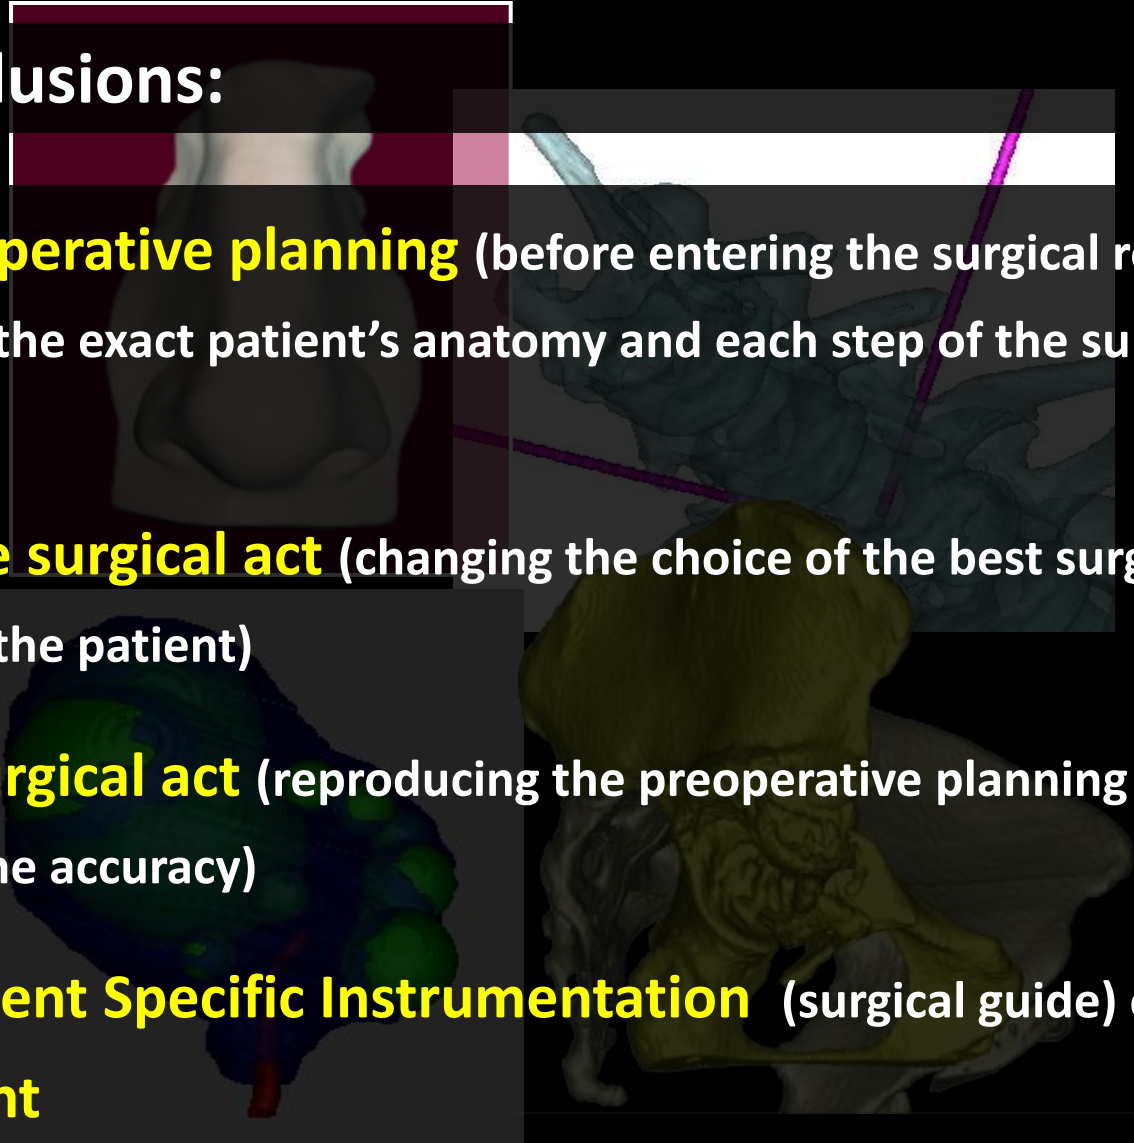 lusions:
perative planning (before entering the surgical r
the exact patient’s anatomy and each step of the su
e surgical act (changing the choice of the best surg
the patient)
rgical act (reproducing the preoperative planning
ne accuracy)
ent Specific Instrumentation (surgical guide)
nt